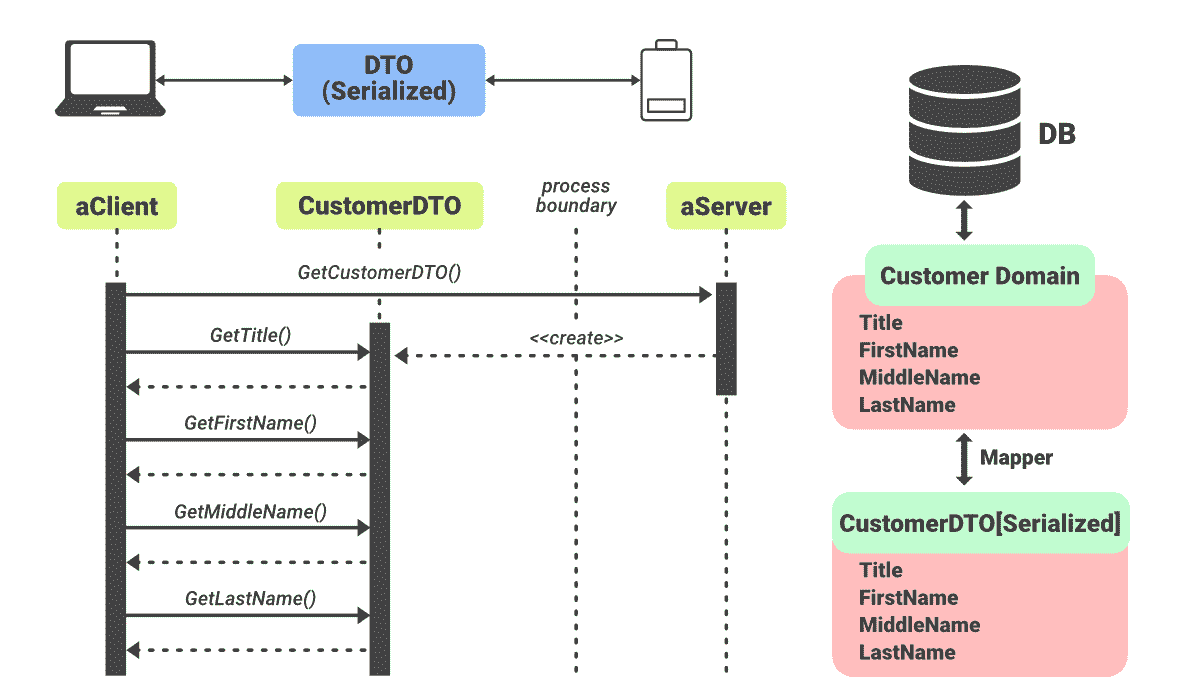 DTO
(Serialized)
DB
aClient
CustomerDTO
process
boundary
aServer
GetCustomerDTO()
GetTitle()
<<create>>
GetFirstName()
GetMiddleName()
GetLastName()
Customer Domain
Title
FirstName
MiddleName
LastName
Mapper
CustomerDTO[Serialized]
Title
FirstName
MiddleName
LastName